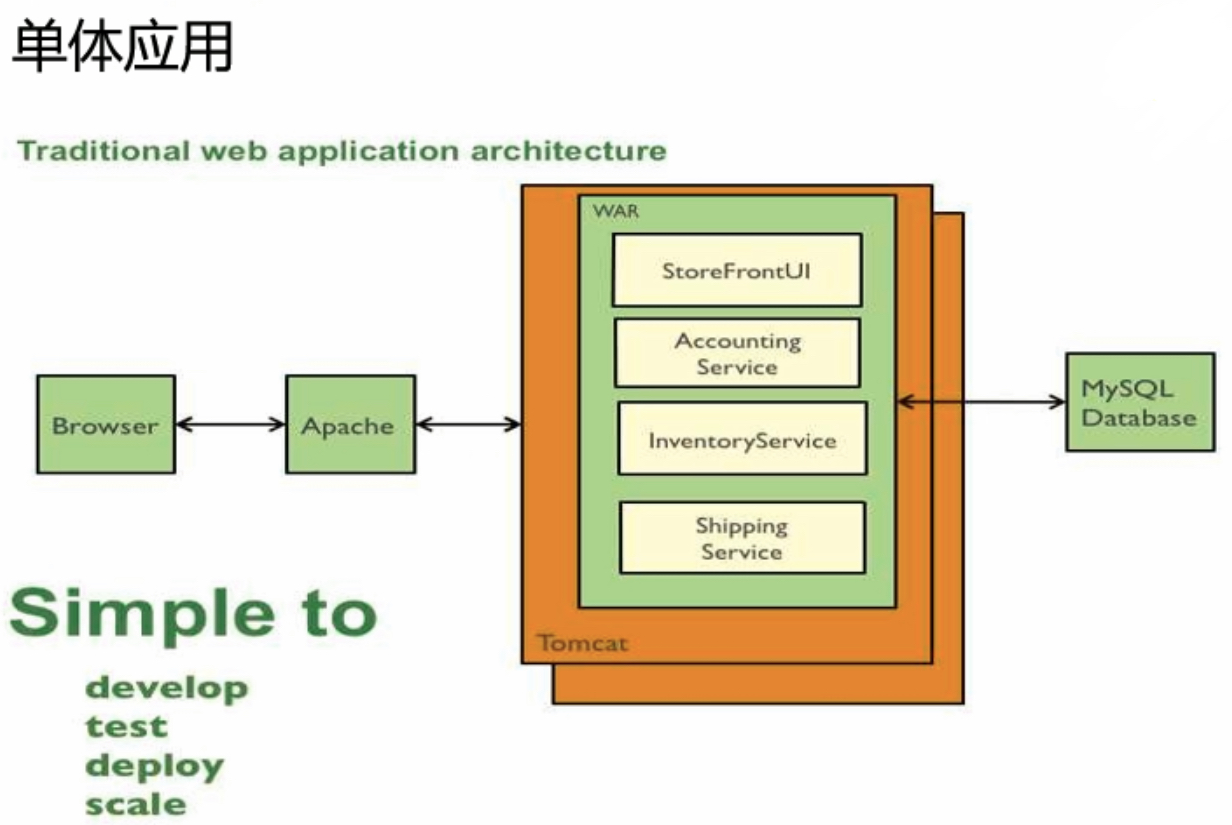 单体应用
Traditional web application architecture
WAR
StoreFrontUI
Accounting
Service
InventoryService
Shipping
Service
Tomcat
Browser
Apache
MySQL
Database
Simple to
develop
test
deploy
scale